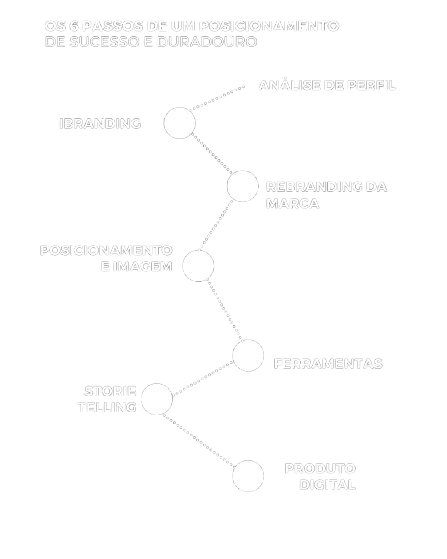 OS 6 PASSOS DE UM POSICIONAMENTO
DE SUCESSO E DURADOURO
ANÁLISE DE PERFIL
IBRANDING
REBRANDING DA
MARCA
POSICIONAMENTO
E IMAGEM
FERRAMENTAS
STORIE
TELLING
PRODUTO
DIGITAL